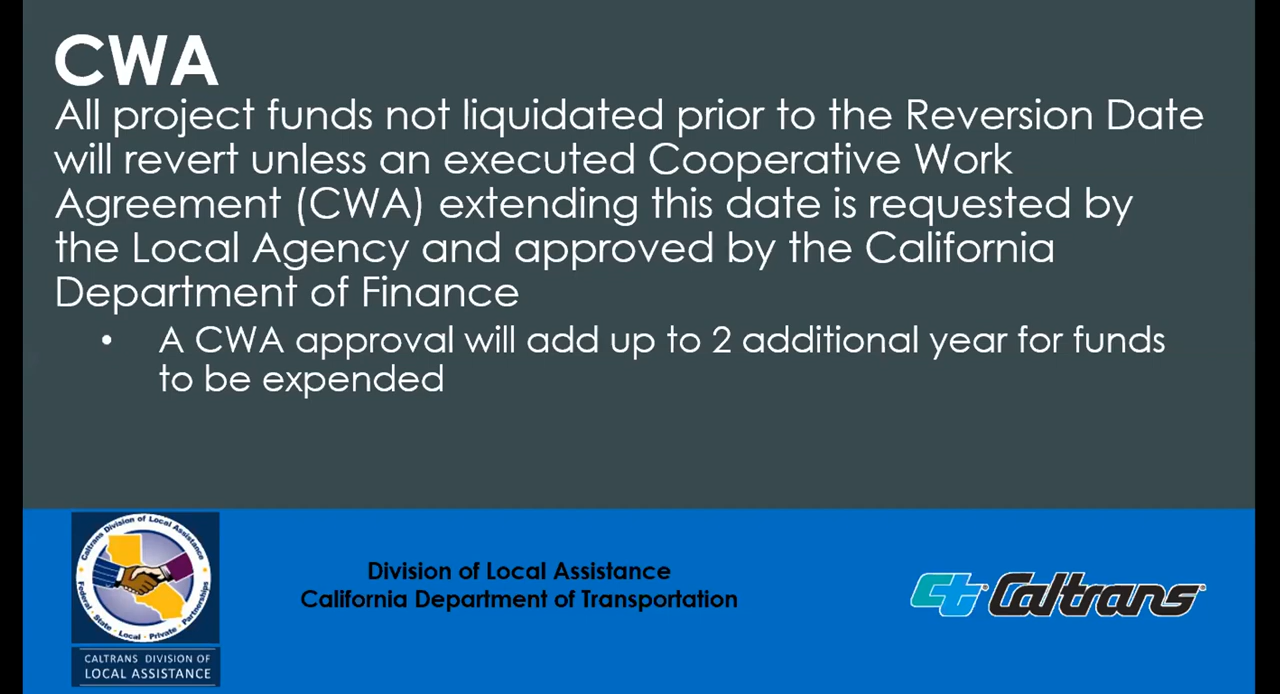 CWA
All project funds not liquidated prior to the Reversion Date
will revert unless an executed Cooperative Work
Agreement (CWA) extending this date is requested by
the Local Agency and approved by the California
Department of Finance
• A CWA approval will add up to 2 additional year for funds
to be expended
Caltrans Division of Local Assistance
Federal · State · Local · Private · Partnerships
CALTRANS DIVISION OF
LOCAL ASSISTANCE
Division of Local Assistance
California Department of Transportation
ct Caltrans